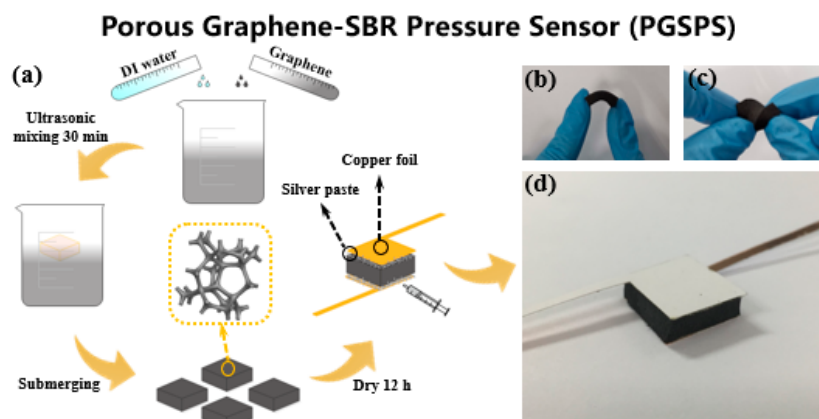 Porous Graphene-SBR Pressure Sensor (PGSPS)
(a)
DI water
Graphene
Ultrasonic
mixing 30 min
Copper foil
Silver paste
Submerging
Dry 12 h
(b)
(c)
(d)